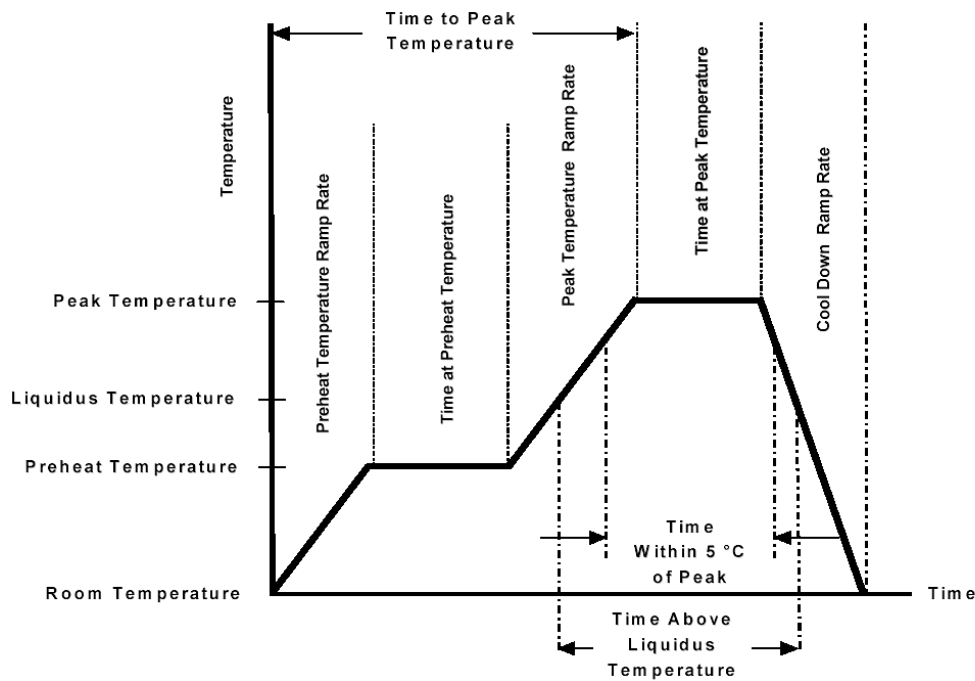 Time to Peak
Temperature
Temperature
Preheat Temperature Ramp Rate
Time at Preheat Temperature
Peak Temperature Ramp Rate
Time at Peak Temperature
Cool Down Ramp Rate
Peak Temperature
Liquidus Temperature
Preheat Temperature
Room Temperature
Time
Within 5 °C
of Peak
Time
Time Above
Liquidus
Temperature